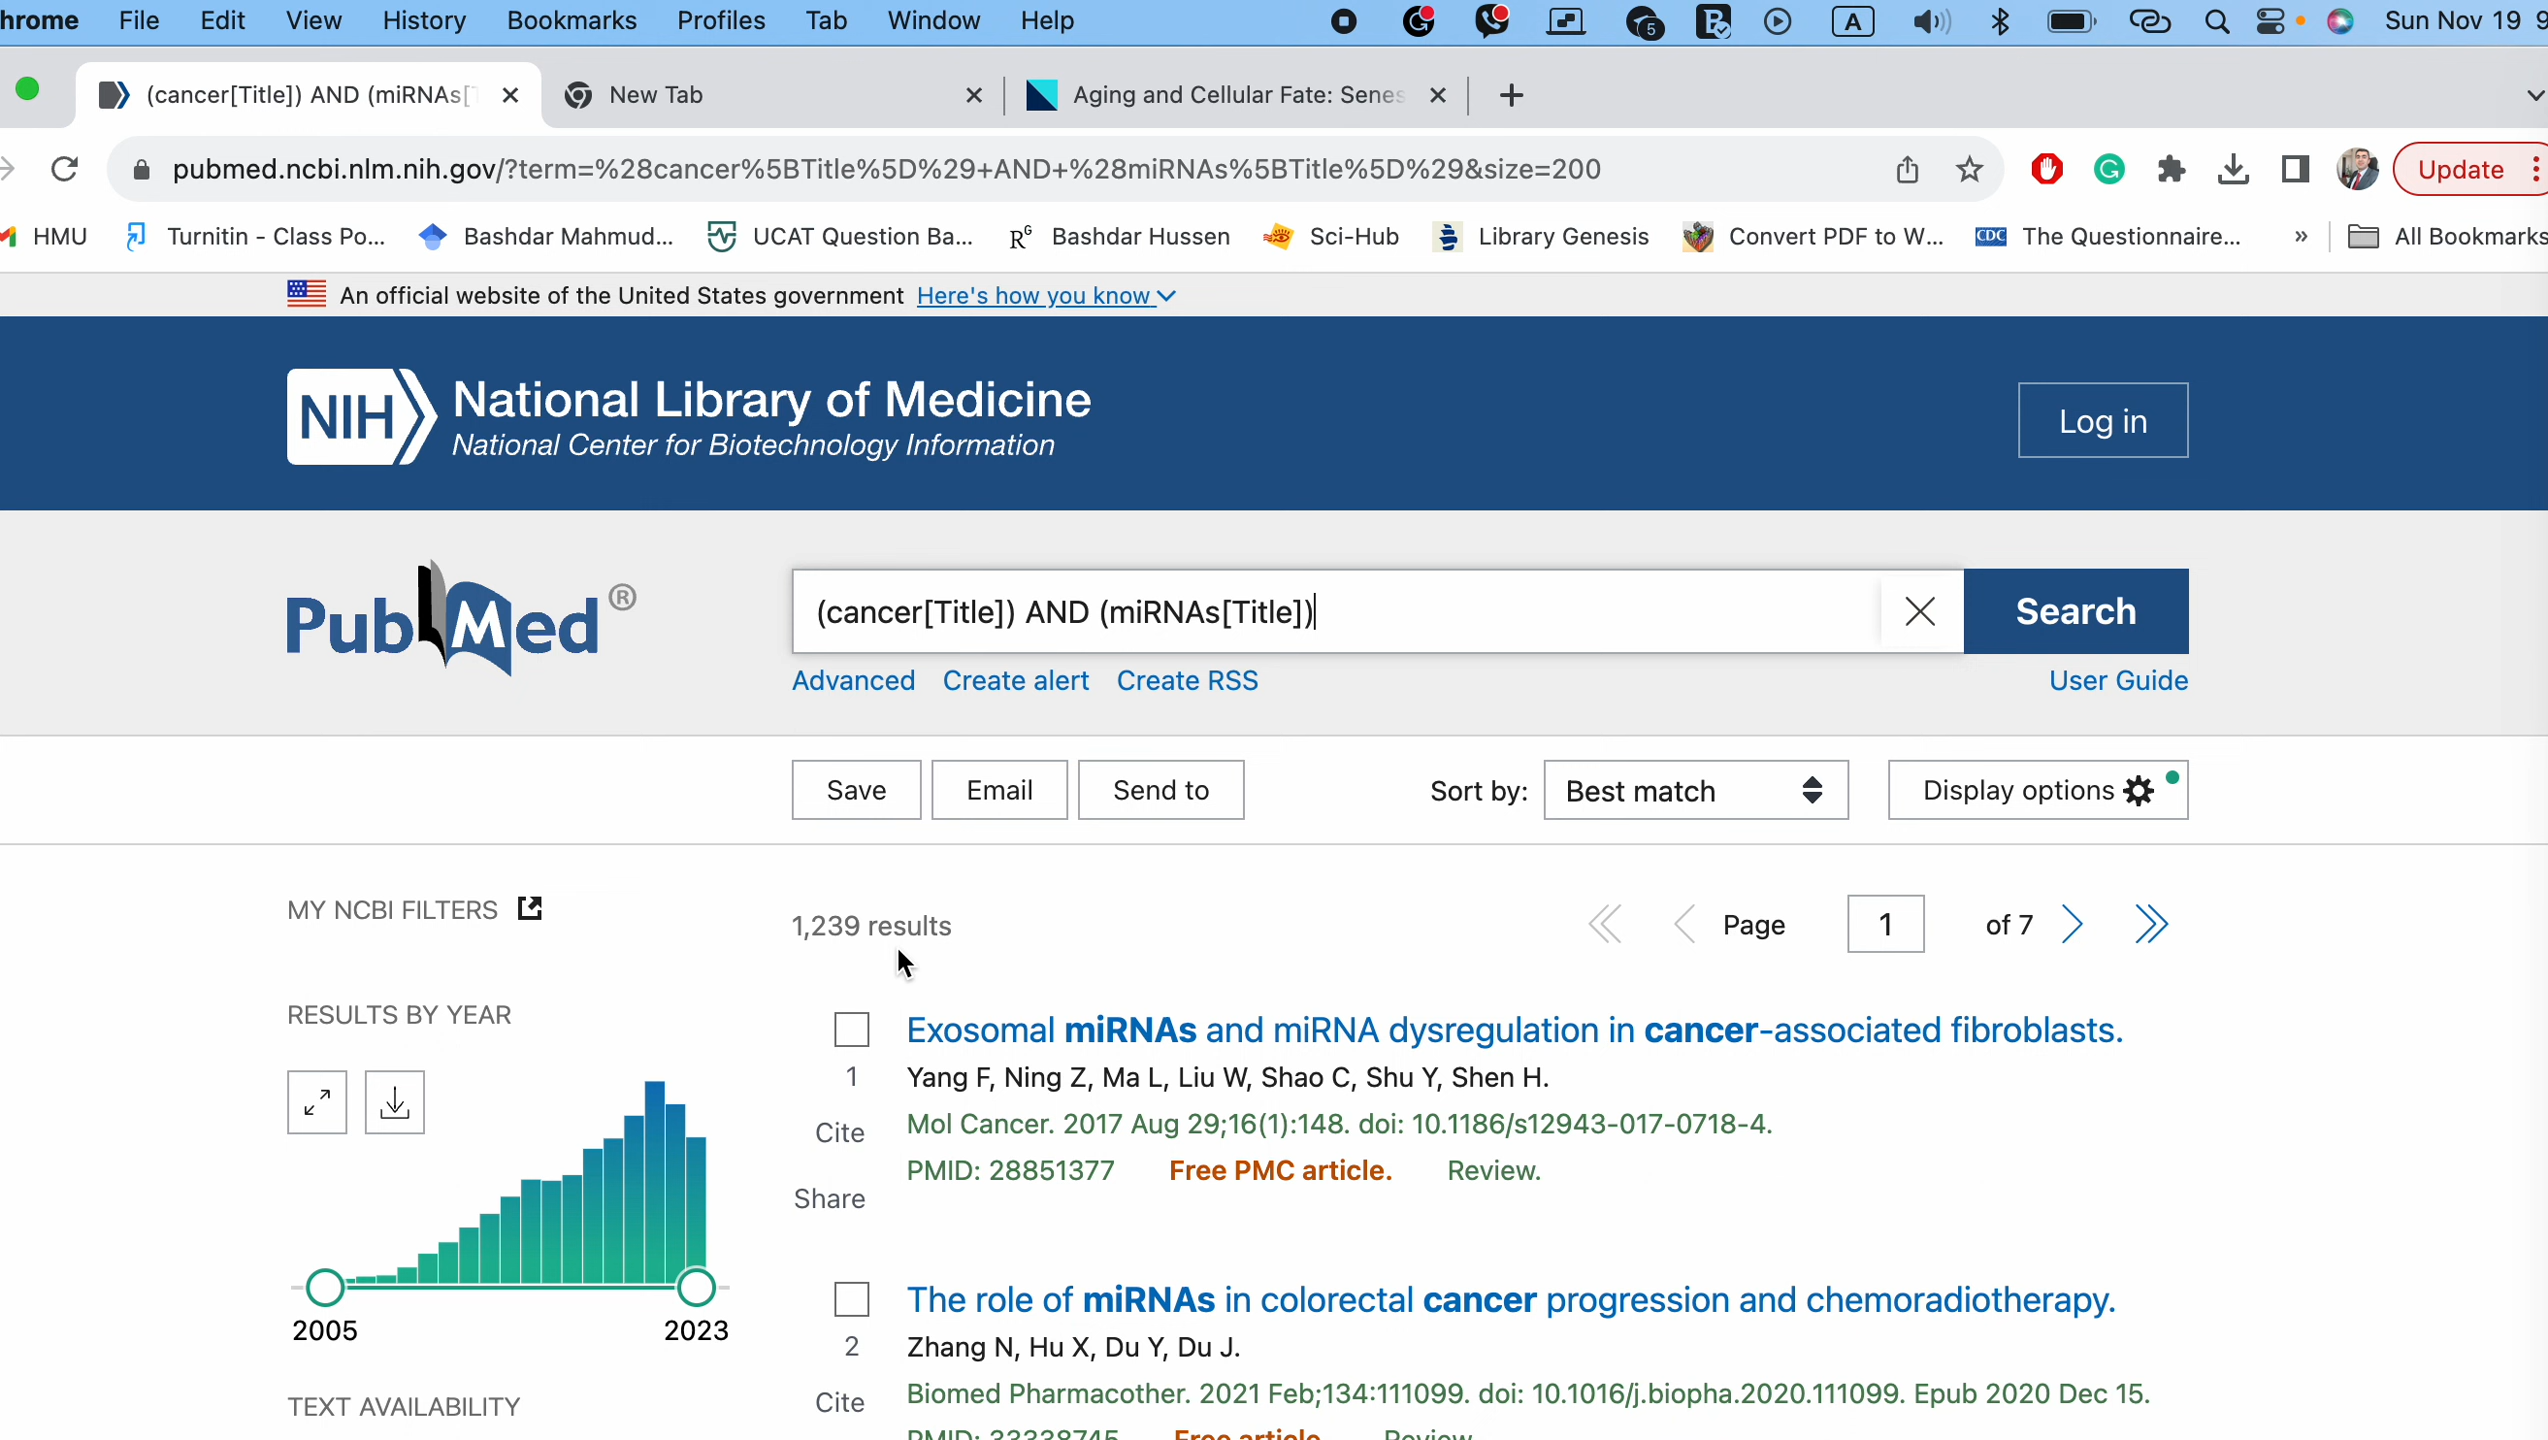 hrome File Edit View History Bookmarks Profiles Tab Window Help 5 A Sun Nov 19 9
(cancer[Title]) AND (miRNAs[T New Tab Aging and Cellular Fate: Senes
pubmed.ncbi.nlm.nih.gov/?term=%28cancer%5BTitle%5D%29+AND+%28miRNAs%5BTitle%5D%29&size=200 Update
HMU Turnitin - Class Po... Bashdar Mahmud... UCAT Question Ba... RG Bashdar Hussen Sci-Hub Library Genesis Convert PDF to W... CDC The Questionnaire... » All Bookmarks
An official website of the United States government Here's how you know
NIH National Library of Medicine
National Center for Biotechnology Information
Log in
PubMed®
(cancer[Title]) AND (miRNAs[Title])
Search
Advanced Create alert Create RSS User Guide
Save Email Send to Sort by: Best match Display options
MY NCBI FILTERS
1,239 results Page 1 of 7
RESULTS BY YEAR
2005 2023
TEXT AVAILABILITY
Exosomal miRNAs and miRNA dysregulation in cancer-associated fibroblasts.
1 Yang F, Ning Z, Ma L, Liu W, Shao C, Shu Y, Shen H.
Cite Mol Cancer. 2017 Aug 29;16(1):148. doi: 10.1186/s12943-017-0718-4.
PMID: 28851377 Free PMC article. Review.
Share
The role of miRNAs in colorectal cancer progression and chemoradiotherapy.
2 Zhang N, Hu X, Du Y, Du J.
Cite Biomed Pharmacother. 2021 Feb;134:111099. doi: 10.1016/j.biopha.2020.111099. Epub 2020 Dec 15.
PMID: 33338745 Free article. Review.